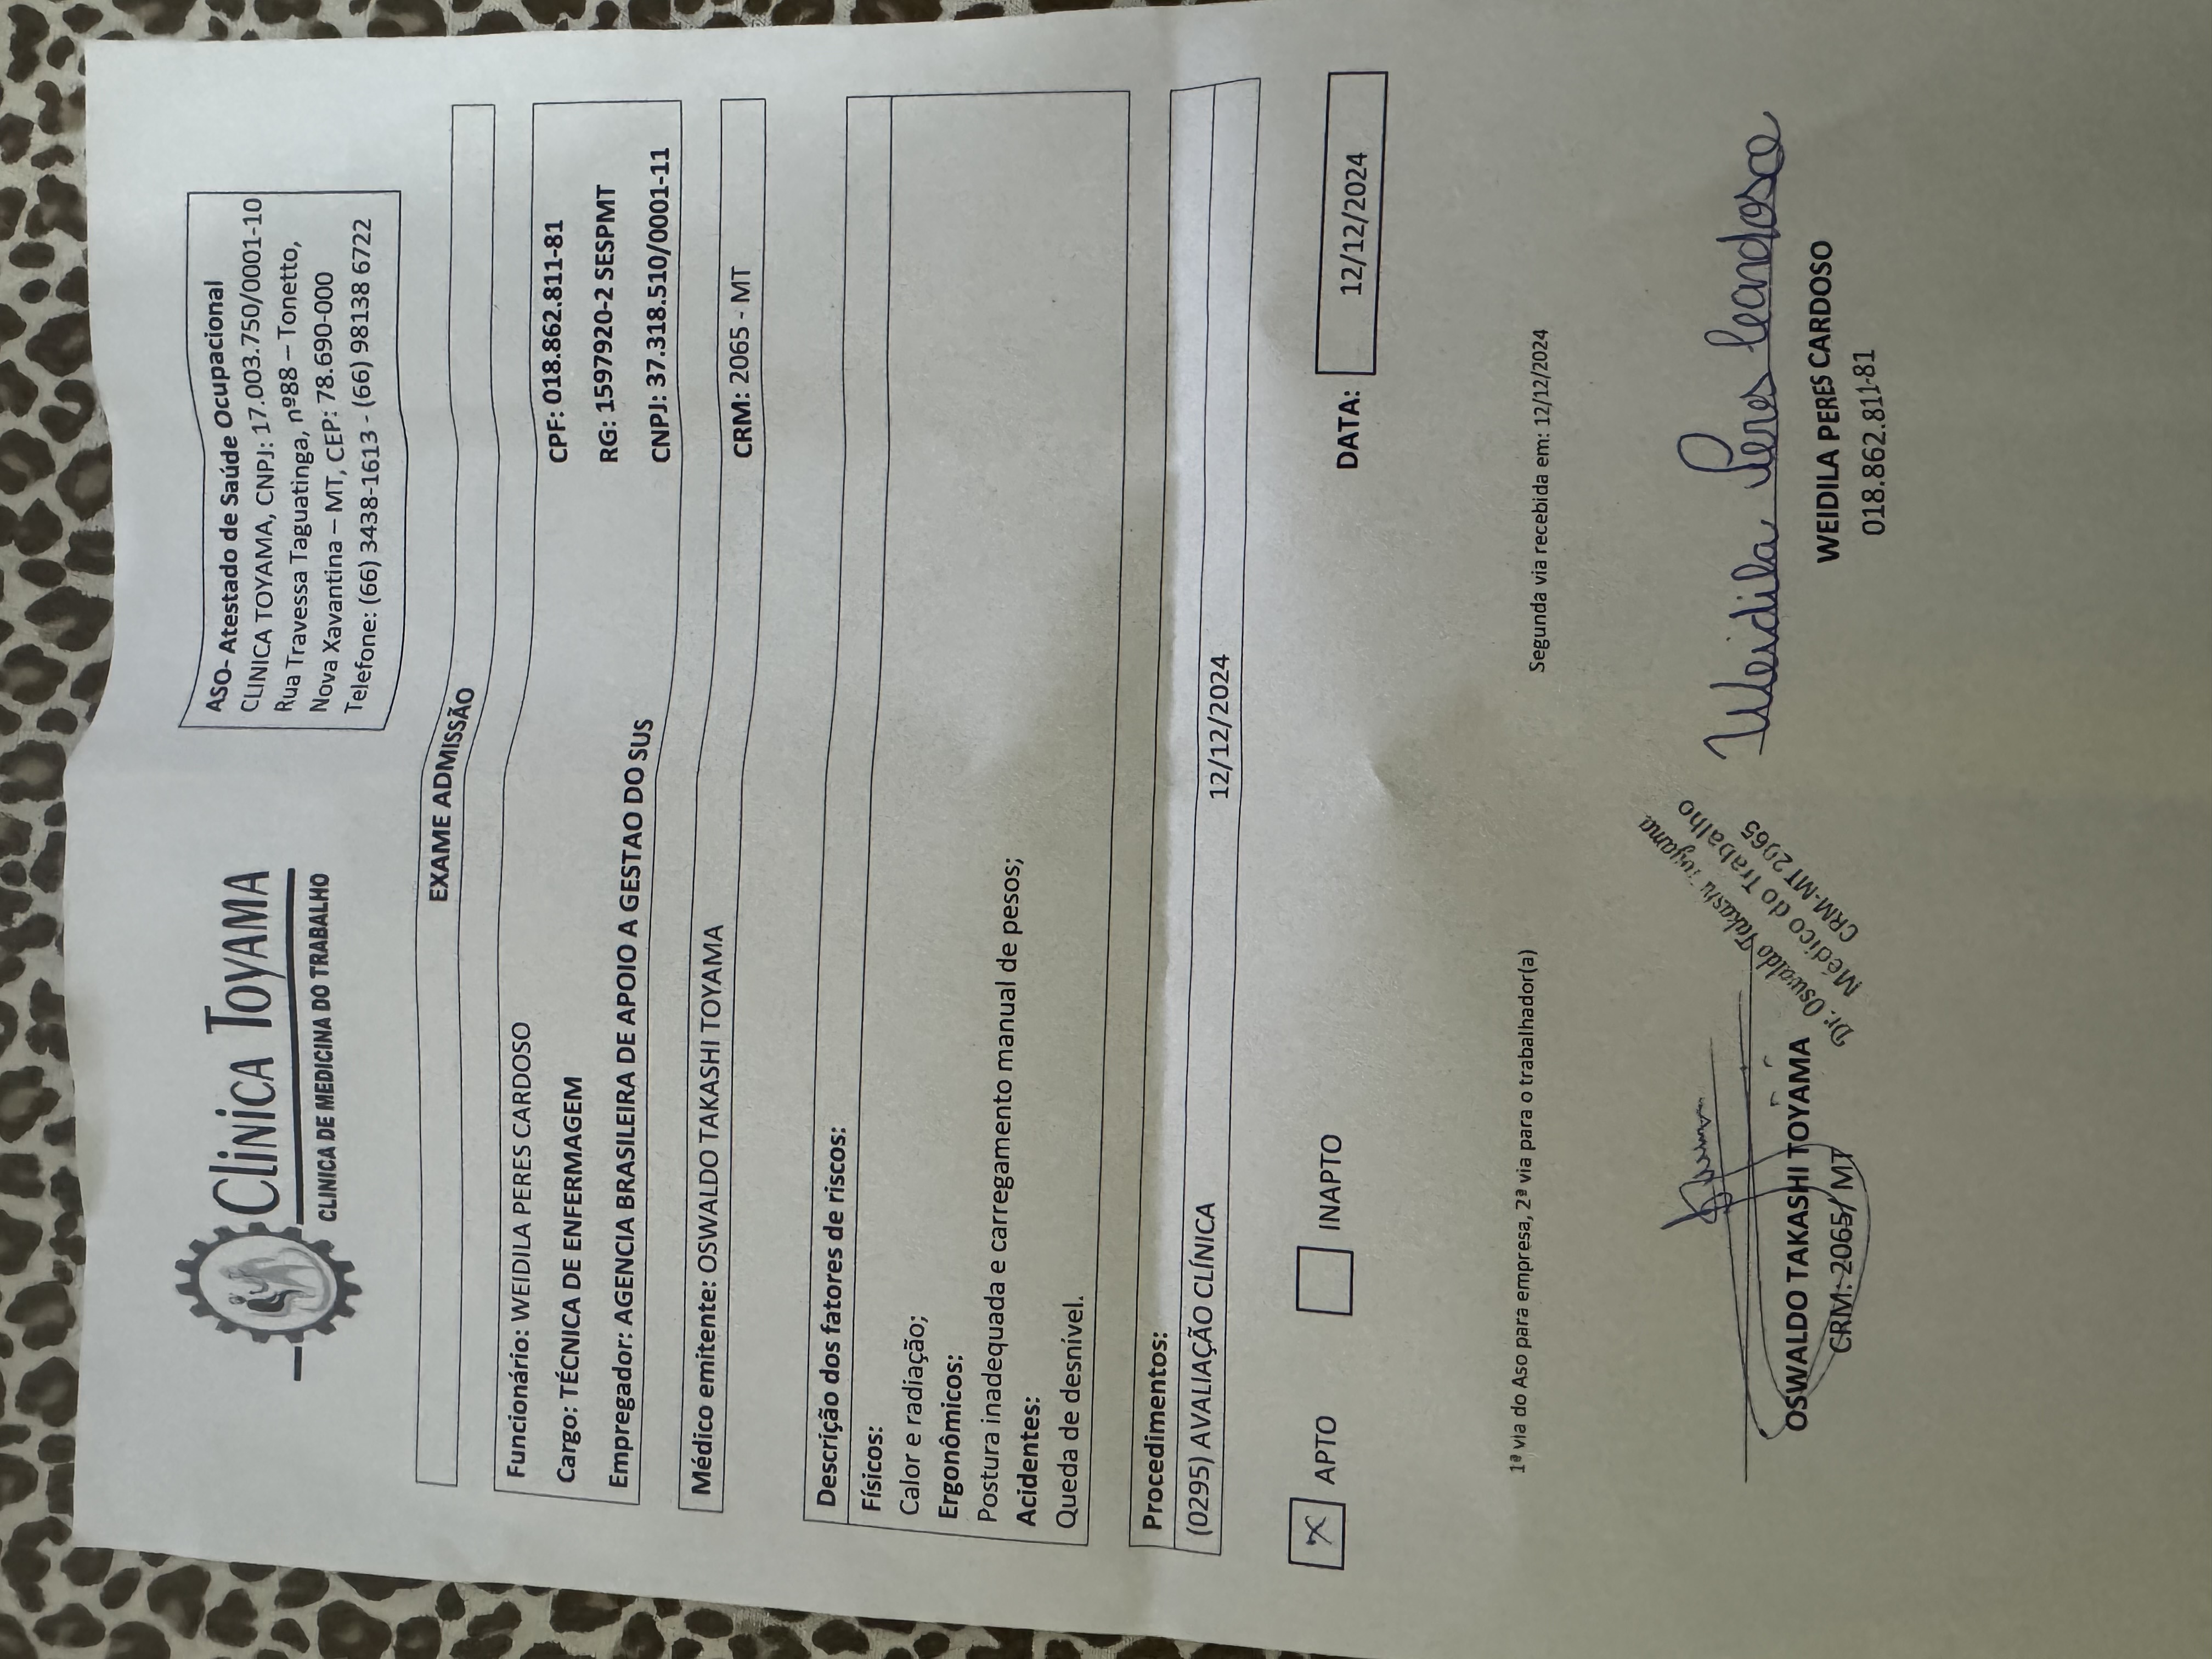 Clinica Toyama
CLINICA DE MEDICINA DO TRABALHO
ASO- Atestado de Saúde Ocupacional
CLINICA TOYAMA, CNPJ: 17.003.750/0001-10
Rua Travessa Taguatinga, nº88 – Tonetto,
Nova Xavantina – MT, CEP: 78.690-000
Telefone: (66) 3438-1613 - (66) 98138 6722
EXAME ADMISSÃO
Funcionário: WEIDILA PERES CARDOSO
CPF: 018.862.811-81
Cargo: TÉCNICA DE ENFERMAGEM
RG: 1597920-2 SESPMT
Empregador: AGENCIA BRASILEIRA DE APOIO A GESTAO DO SUS
CNPJ: 37.318.510/0001-11
Médico emitente: OSWALDO TAKASHI TOYAMA
CRM: 2065 - MT
Descrição dos fatores de riscos:
Físicos:
Calor e radiação;
Ergonômicos:
Postura inadequada e carregamento manual de pesos;
Acidentes:
Queda de desnível.
Procedimentos:
(0295) AVALIAÇÃO CLÍNICA 12/12/2024
X APTO INAPTO DATA: 12/12/2024
1ª via do Aso para empresa, 2ª via para o trabalhador(a)
Segunda via recebida em: 12/12/2024
OSWALDO TAKASHI TOYAMA
CRM: 2065/ MT
Dr. Oswaldo Takashi Toyama
Médico do Trabalho
CRM-MT 2065
Weidila Peres Cardoso
WEIDILA PERES CARDOSO
018.862.811-81